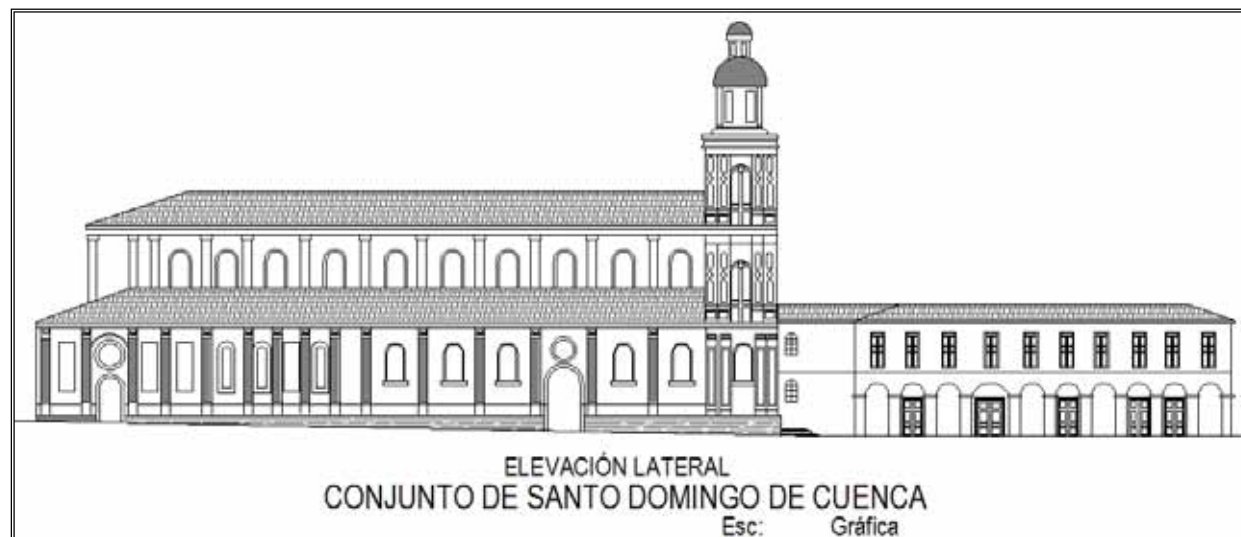 ELEVACIÓN LATERAL
CONJUNTO DE SANTO DOMINGO DE CUENCA
Esc: Gráfica